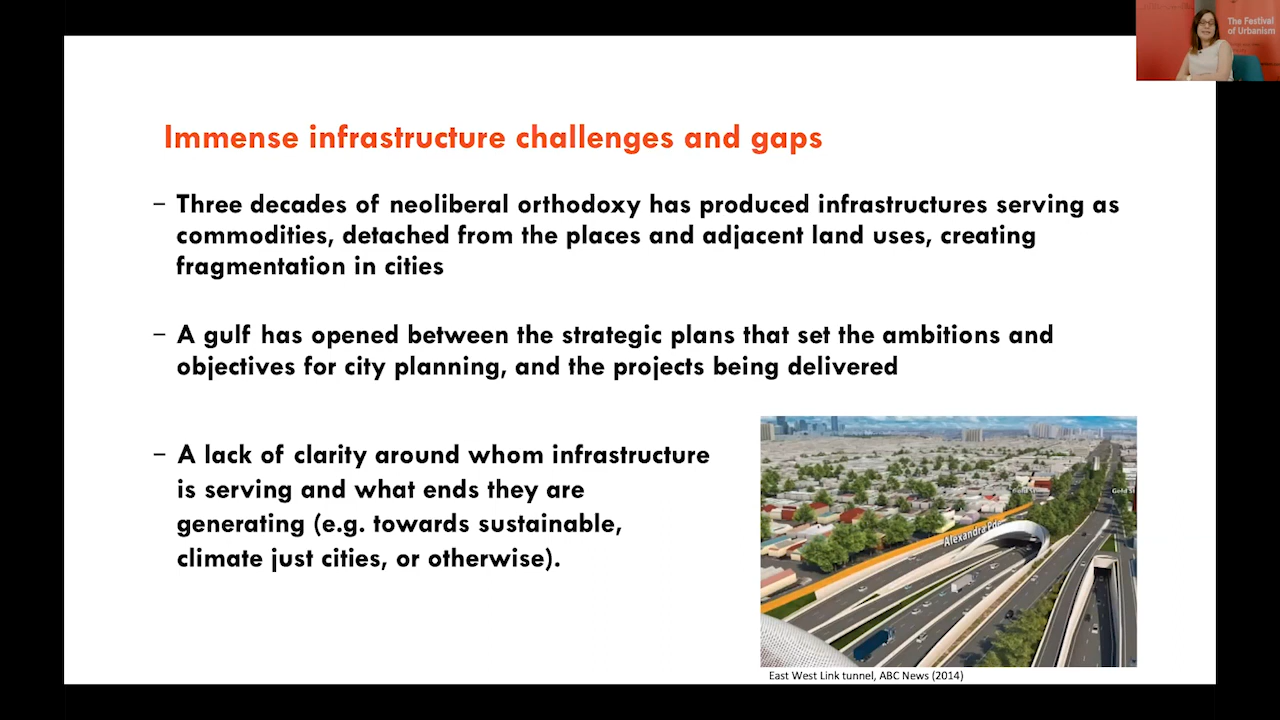 The Festival
of Urbanism
Immense infrastructure challenges and gaps
– Three decades of neoliberal orthodoxy has produced infrastructures serving as
commodities, detached from the places and adjacent land uses, creating
fragmentation in cities
– A gulf has opened between the strategic plans that set the ambitions and
objectives for city planning, and the projects being delivered
– A lack of clarity around whom infrastructure
is serving and what ends they are
generating (e.g. towards sustainable,
climate just cities, or otherwise).
Gold St
Gold St
Alexandra Pde
East West Link tunnel, ABC News (2014)